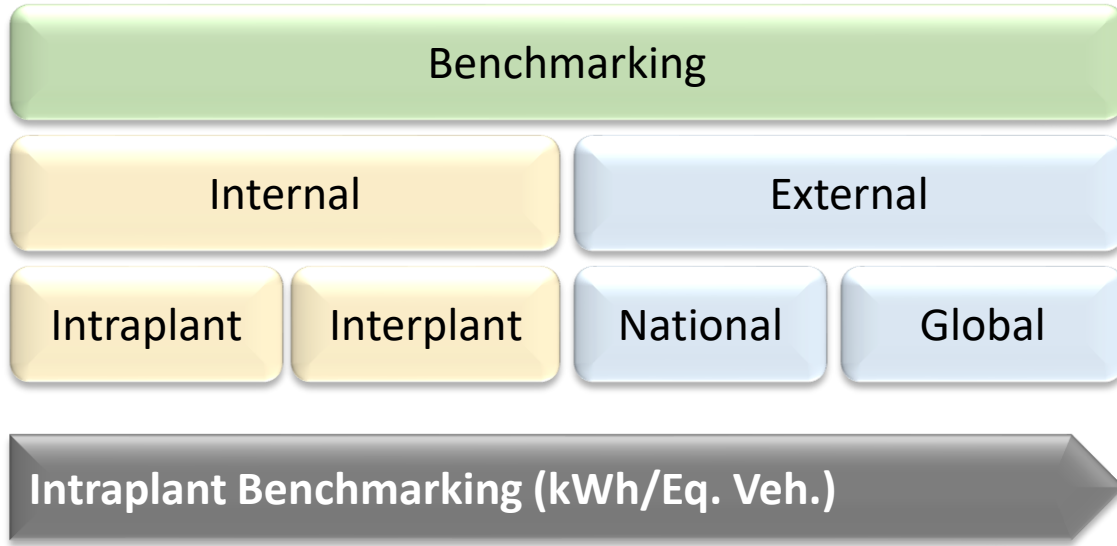 Benchmarking
Internal External
Intraplant Interplant National Global
Intraplant Benchmarking (kWh/Eq. Veh.)